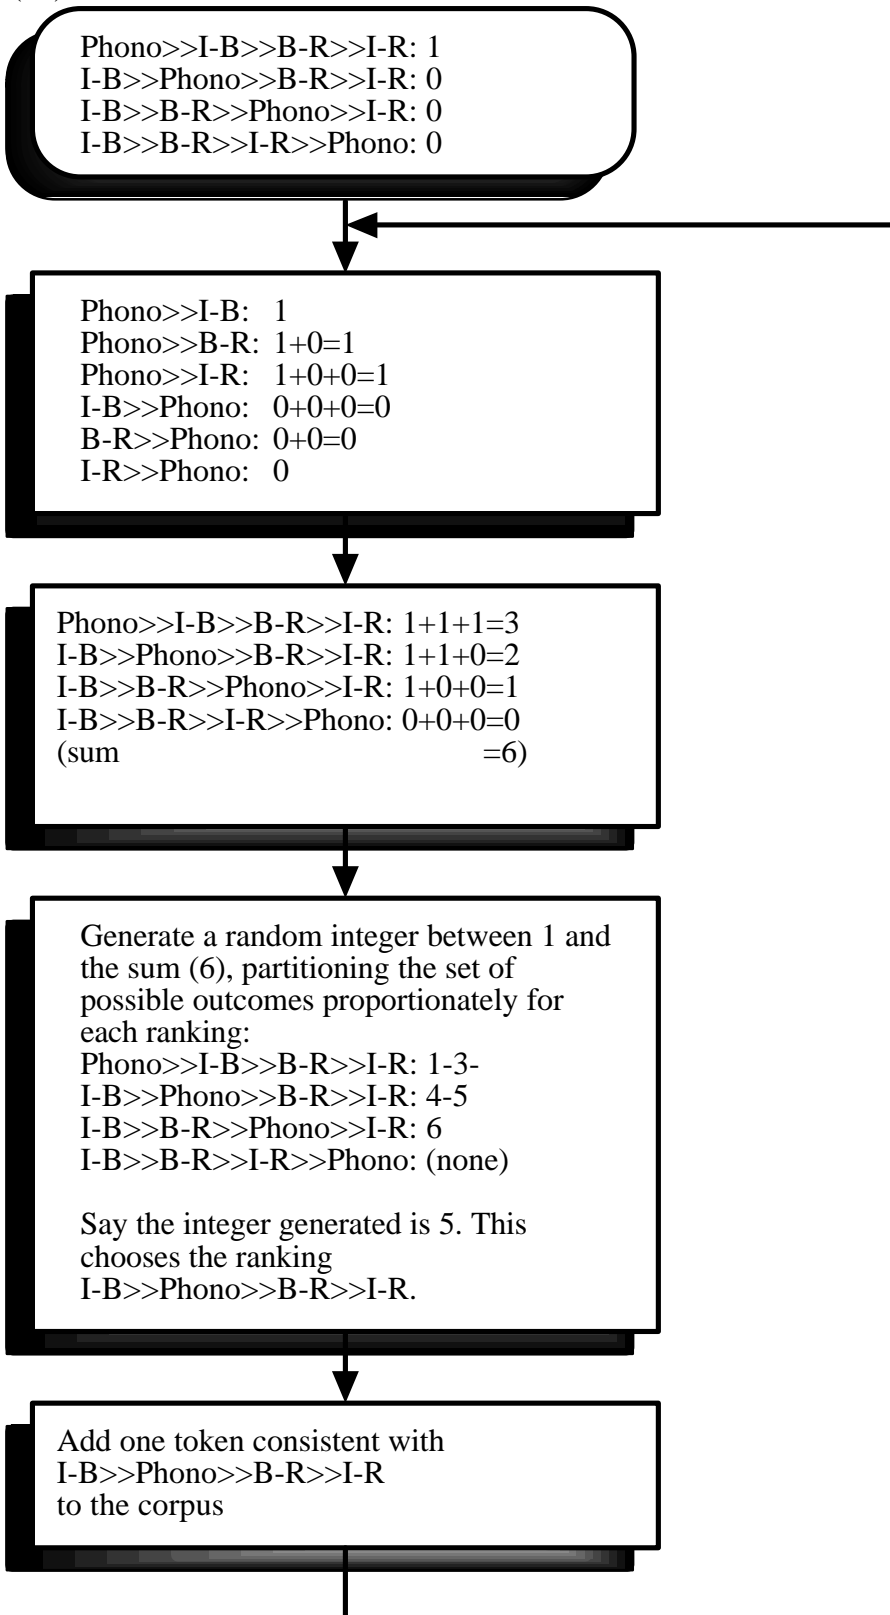 Phono>>I-B>>B-R>>I-R: 1
I-B>>Phono>>B-R>>I-R: 0
I-B>>B-R>>Phono>>I-R: 0
I-B>>B-R>>I-R>>Phono: 0
Phono>>I-B: 1
Phono>>B-R: 1+0=1
Phono>>I-R: 1+0+0=1
I-B>>Phono: 0+0+0=0
B-R>>Phono: 0+0=0
I-R>>Phono: 0
Phono>>I-B>>B-R>>I-R: 1+1+1=3
I-B>>Phono>>B-R>>I-R: 1+1+0=2
I-B>>B-R>>Phono>>I-R: 1+0+0=1
I-B>>B-R>>I-R>>Phono: 0+0+0=0
(sum =6)
Generate a random integer between 1 and
the sum (6), partitioning the set of
possible outcomes proportionately for
each ranking:
Phono>>I-B>>B-R>>I-R: 1-3-
I-B>>Phono>>B-R>>I-R: 4-5
I-B>>B-R>>Phono>>I-R: 6
I-B>>B-R>>I-R>>Phono: (none)
Say the integer generated is 5. This
chooses the ranking
I-B>>Phono>>B-R>>I-R.
Add one token consistent with
I-B>>Phono>>B-R>>I-R
to the corpus